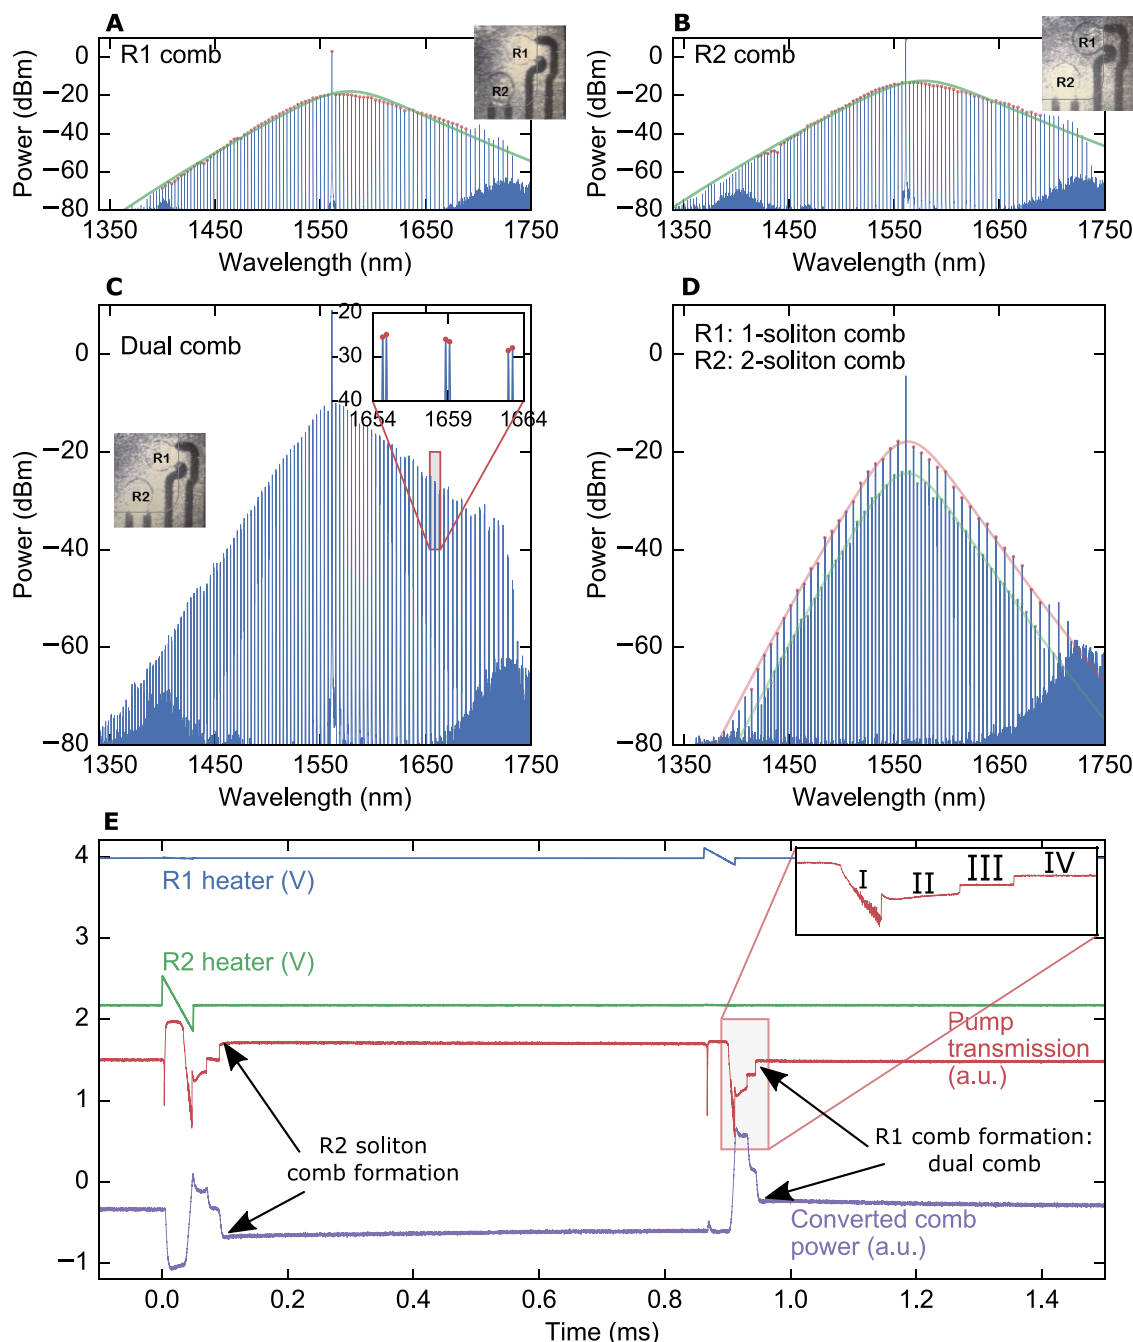 A
R1 comb
R1
R2
0
−20
−40
−60
−80
Power (dBm)
1350 1450 1550 1650 1750
Wavelength (nm)
B
R2 comb
R1
R2
0
−20
−40
−60
−80
Power (dBm)
1350 1450 1550 1650 1750
Wavelength (nm)
C
Dual comb
R1
R2
−20
−30
−40
1654 1659 1664
0
−20
−40
−60
−80
Power (dBm)
1350 1450 1550 1650 1750
Wavelength (nm)
D
R1: 1-soliton comb
R2: 2-soliton comb
0
−20
−40
−60
−80
Power (dBm)
1350 1450 1550 1650 1750
Wavelength (nm)
E
4
3
2
1
0
−1
R1 heater (V)
R2 heater (V)
I II III IV
Pump
transmission
(a.u.)
R2 soliton
comb formation
R1 comb formation:
dual comb
Converted comb
power (a.u.)
0.0 0.2 0.4 0.6 0.8 1.0 1.2 1.4
Time (ms)